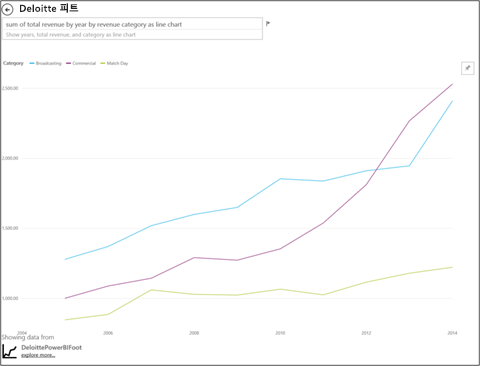 Deloitte 피트
sum of total revenue by year by revenue category as line chart
Show years, total revenue, and category as line chart
Category Broadcasting Commercial Match Day
2,500.00
2,000.00
1,500.00
1,000.00
2004 2006 2008 2010 2012 2014
Showing data from
DeloittePowerBIFoot
explore more...